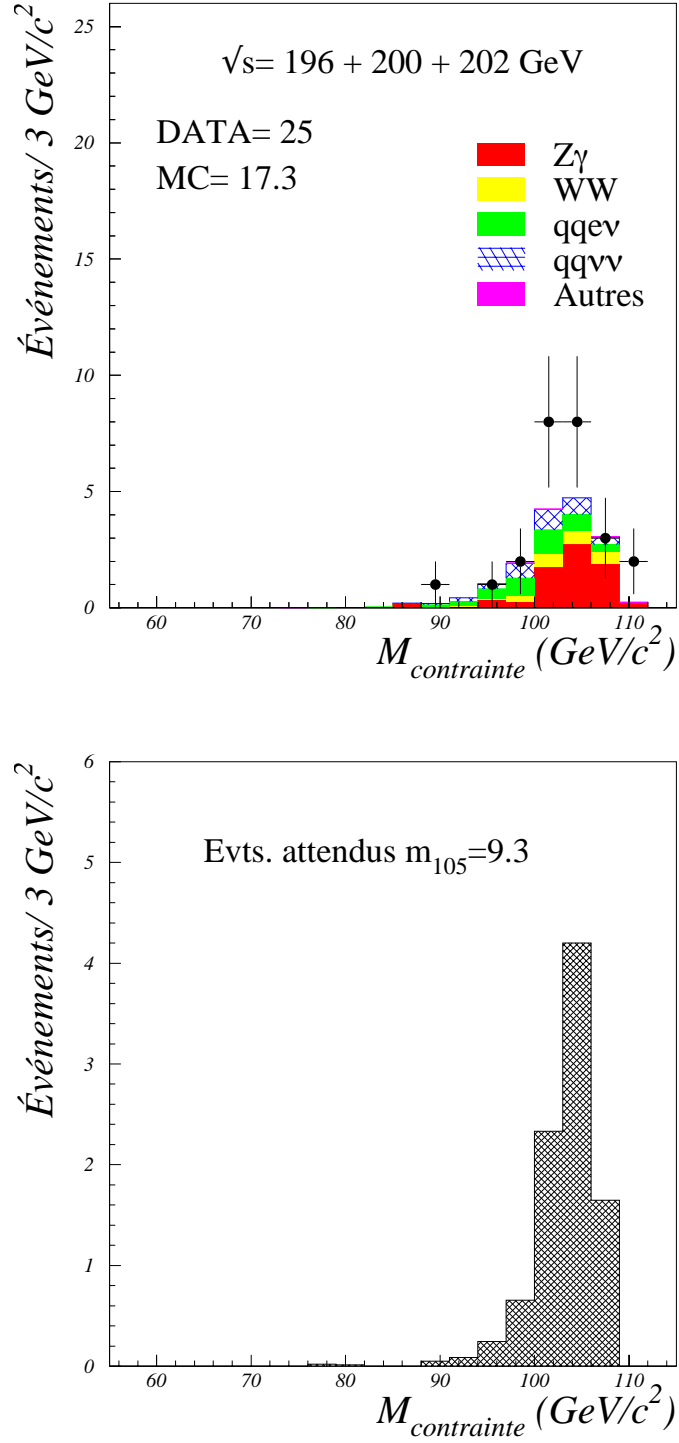 Événements/ 3 GeV/c²
25
20
15
10
5
0
√s= 196 + 200 + 202 GeV
DATA= 25
MC= 17.3
Zγ
WW
qqeν
qqνν
Autres
60 70 80 90 100 110
M_contrainte (GeV/c²)
Événements/ 3 GeV/c²
6
5
4
3
2
1
0
Evts. attendus m₁₀₅=9.3
60 70 80 90 100 110
M_contrainte (GeV/c²)